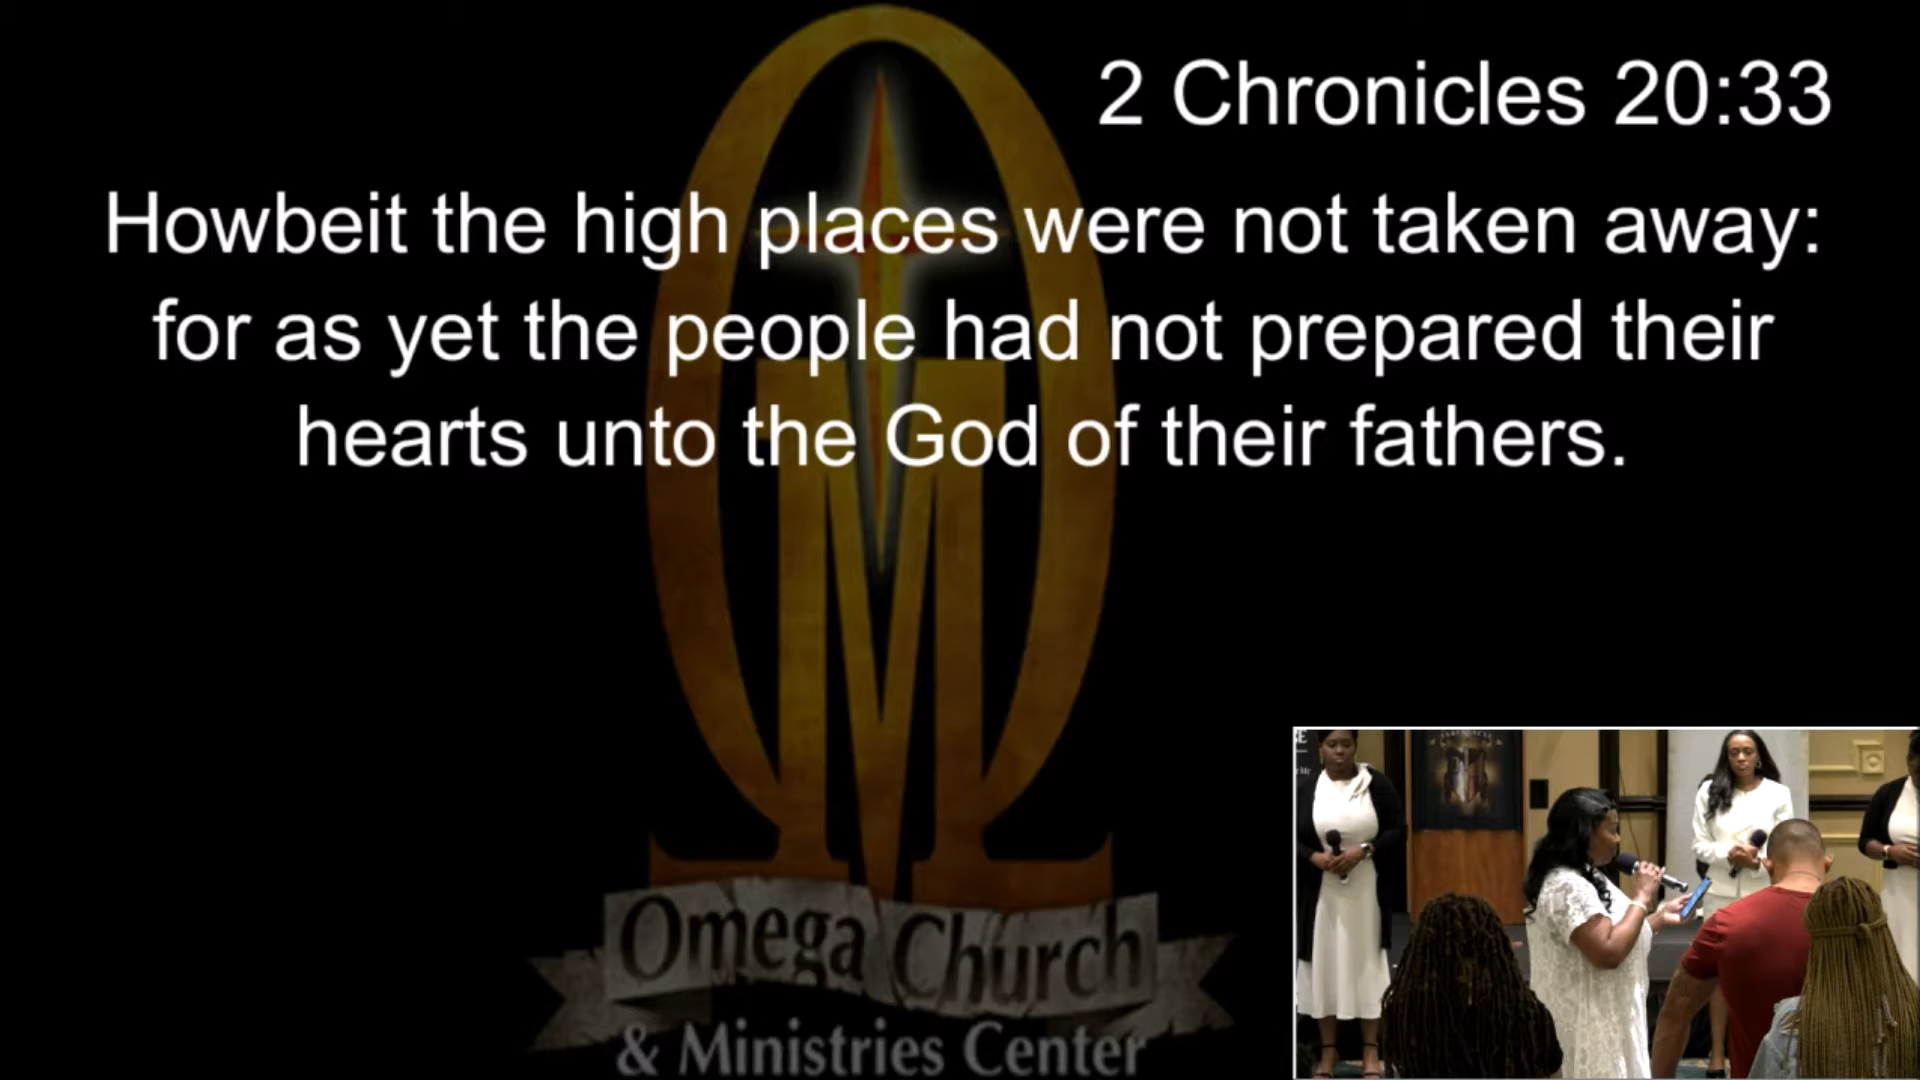 2 Chronicles 20:33
Howbeit the high places were not taken away:
for as yet the people had not prepared their
hearts unto the God of their fathers.
Omega Church
& Ministries Center